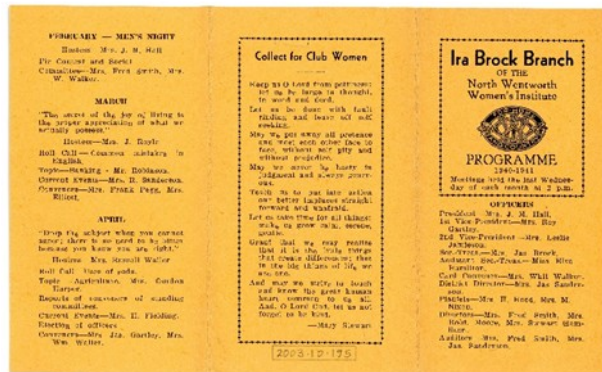 FEBRUARY — MEN'S NIGHT
Hostess Mrs. J. M. Hall
Pie Contest and Social
Committee—Mrs. Fred Smith, Mrs.
W. Walker.
MARCH
"The secret of the joy of living is
the proper appreciation of what we
actually possess."
Hostess—Mrs. J.
Roll Call — Common mistakes in
English.
Topic—Banking - Mr. Robinson.
Current Events—Mrs. R. Sanderson.
Conveners—Mrs. Frank Pegg, Mrs.
Elliott.
APRIL
"Drop the subject when you cannot
agree; there is no need to be bitter
because you know you are right."
Hostess Mrs. Russell Walker
Roll Call Uses of soda.
Topic Agriculture, Mrs. Gordon
Harper.
Reports of conveners of standing
committees.
Current Events—Mrs. H. Fielding.
Election of officers
Conveners—Mrs. Jas. Gartley, Mrs.
Wm. Walker.
Collect for Club Women
Keep us O Lord from pettiness;
let us be large in thought,
in word and deed.
Let us be done with fault
finding and leave off self
seeking.
May we put away all pretence
and meet each other face to
face, without self pity and
without prejudice.
May we never be hasty in
judgment and always gener-
ous.
Teach us to put into action
our better impulses straight
forward and unafraid.
Let us take time for all things;
make us grow calm, serene,
gentle.
Grant that we may realize
that it is the little things
that create differences; that
in the big things of life we
are one.
And may we strive to touch
and know the great human
heart common to us all.
And, O Lord God, let us not
forget to be kind.
—Mary Stewart
2003.10.195
Ira Brock Branch
OF THE
North Wentworth
Women's Institute
PROGRAMME
1940-1941
Meetings held the last Wednes-
day of each month at 2 p.m.
OFFICERS
President Mrs. J. M. Hall.
1st Vice-President— Mrs. Roy
Gartley.
2nd Vice-President — Mrs. Leslie
Jamieson.
Sec.-Treas.—Mrs. Jas. Brock.
Assistant Sec.-Treas.—Miss
Hamilton.
Card Convener—Mrs. Walker.
District Director—Mrs. Jas. Sander-
son.
Pianists—Mrs. H. Mrs. M.
Nixon.
Directors—Mrs. Fred Smith, Mrs.
Robt. Moore, Mrs. Stewart
Auditors Mrs. Fred Smith, Mrs.
Jas. Sanderson.